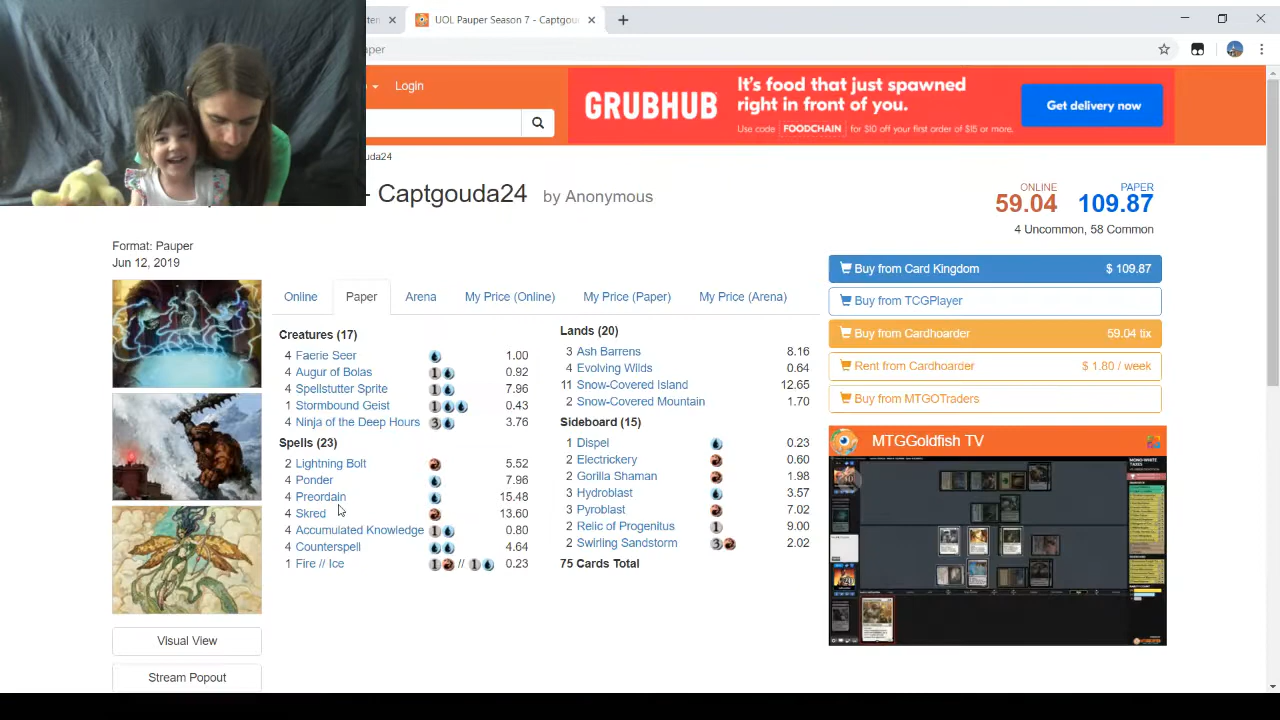 UOL Pauper Season 7 - Captgou
Login
It's food that just spawned
right in front of you.
GRUBHUB
Use code FOODCHAIN for $10 off your first order of $15 or more.
Get delivery now
- Captgouda24 by Anonymous
ONLINE
59.04
PAPER
109.87
4 Uncommon, 58 Common
Format: Pauper
Jun 12, 2019
Online
Paper
Arena
My Price (Online)
My Price (Paper)
My Price (Arena)
Creatures (17)
4 Faerie Seer 1.00
4 Augur of Bolas 1 0.92
4 Spellstutter Sprite 1 7.96
1 Stormbound Geist 1 0.43
4 Ninja of the Deep Hours 3 3.76
Spells (23)
2 Lightning Bolt 5.52
4 Ponder 7.96
4 Preordain 15.48
4 Skred 13.60
4 Accumulated Knowledge 1 0.80
4 Counterspell 4.64
1 Fire // Ice 1 // 1 0.23
Lands (20)
3 Ash Barrens 8.16
4 Evolving Wilds 0.64
11 Snow-Covered Island 12.65
2 Snow-Covered Mountain 1.70
Sideboard (15)
1 Dispel 0.23
2 Electrickery 0.60
2 Gorilla Shaman 1.98
3 Hydroblast 3.57
3 Pyroblast 7.02
2 Relic of Progenitus 1 9.00
2 Swirling Sandstorm 3 2.02
75 Cards Total
Buy from Card Kingdom $ 109.87
Buy from TCGPlayer
Buy from Cardhoarder 59.04 tix
Rent from Cardhoarder $ 1.80 / week
Buy from MTGOTraders
MTGGoldfish TV
Visual View
Stream Popout